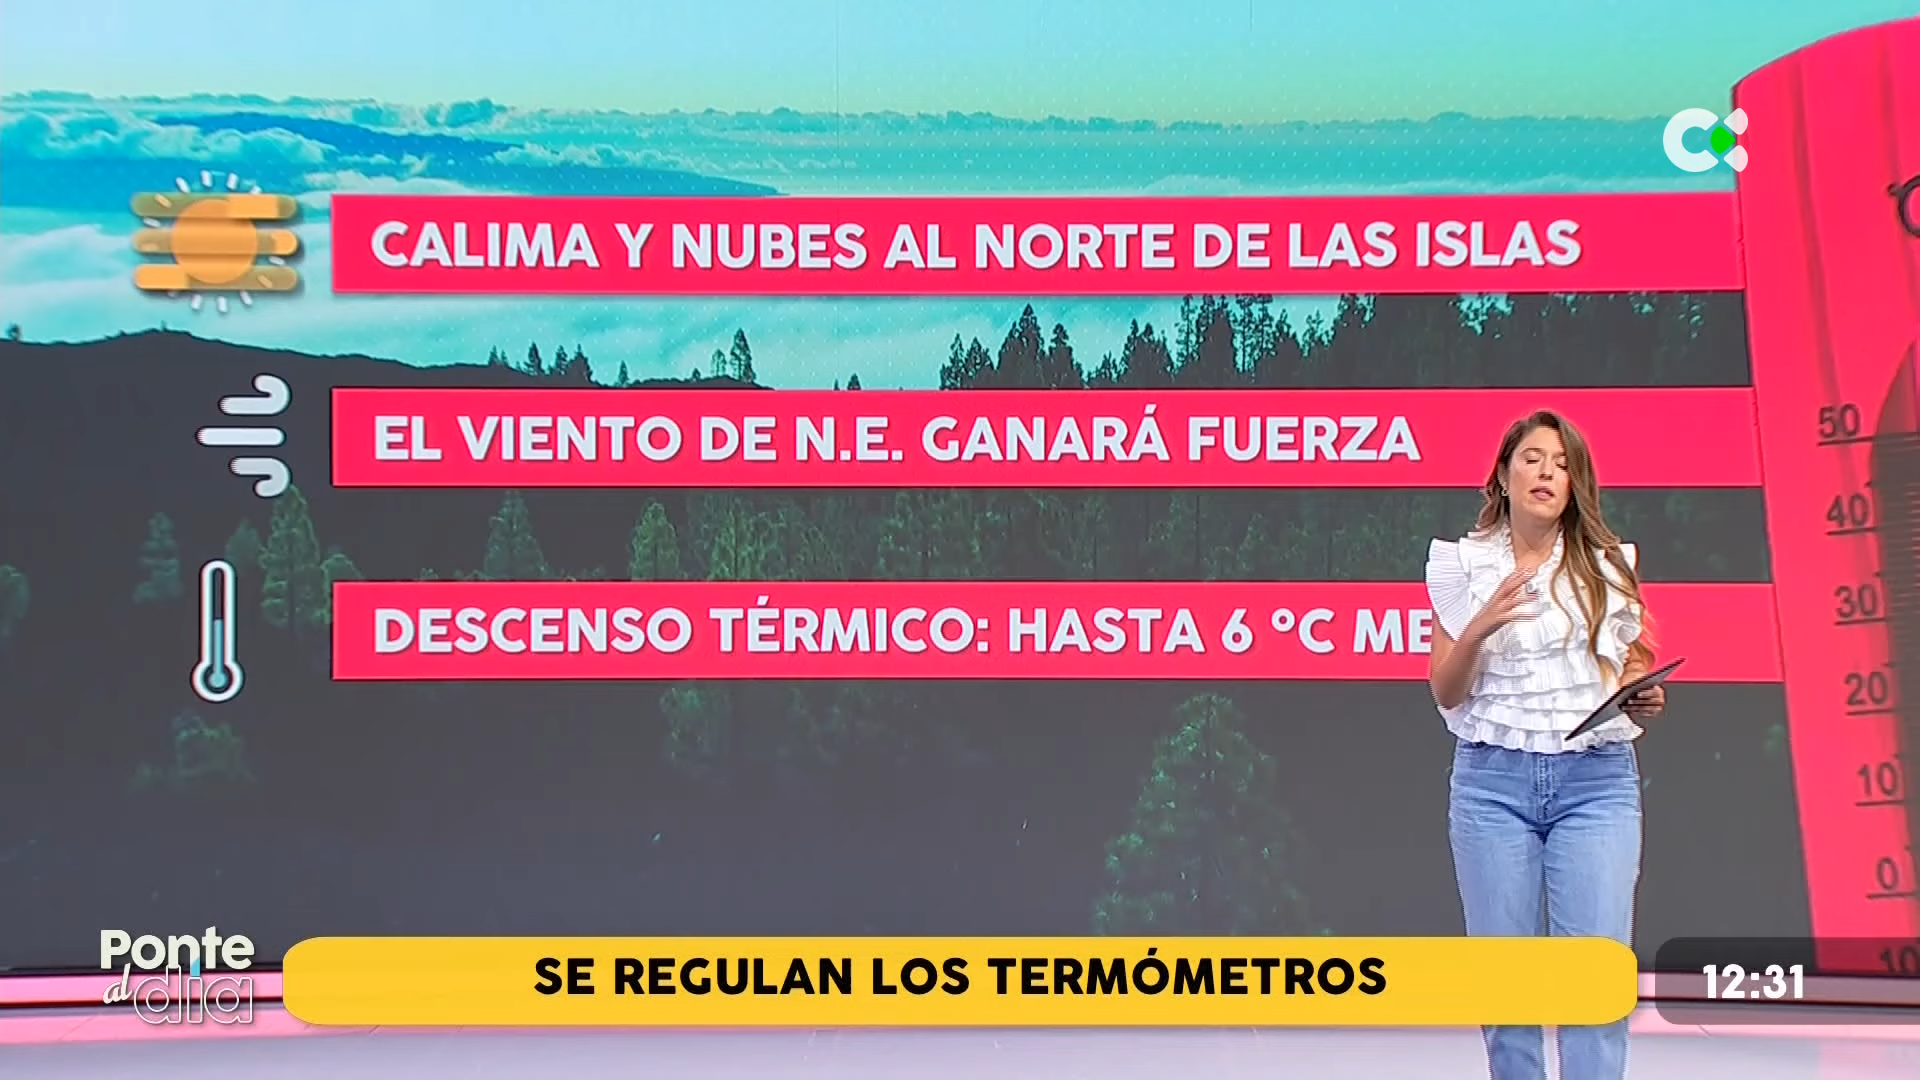 CALIMA Y NUBES AL NORTE DE LAS ISLAS
EL VIENTO DE N.E. GANARÁ FUERZA
50
40
30
DESCENSO TÉRMICO: HASTA 6 °C
20
10
0
10
Ponte
al día
SE REGULAN LOS TERMÓMETROS
12:31